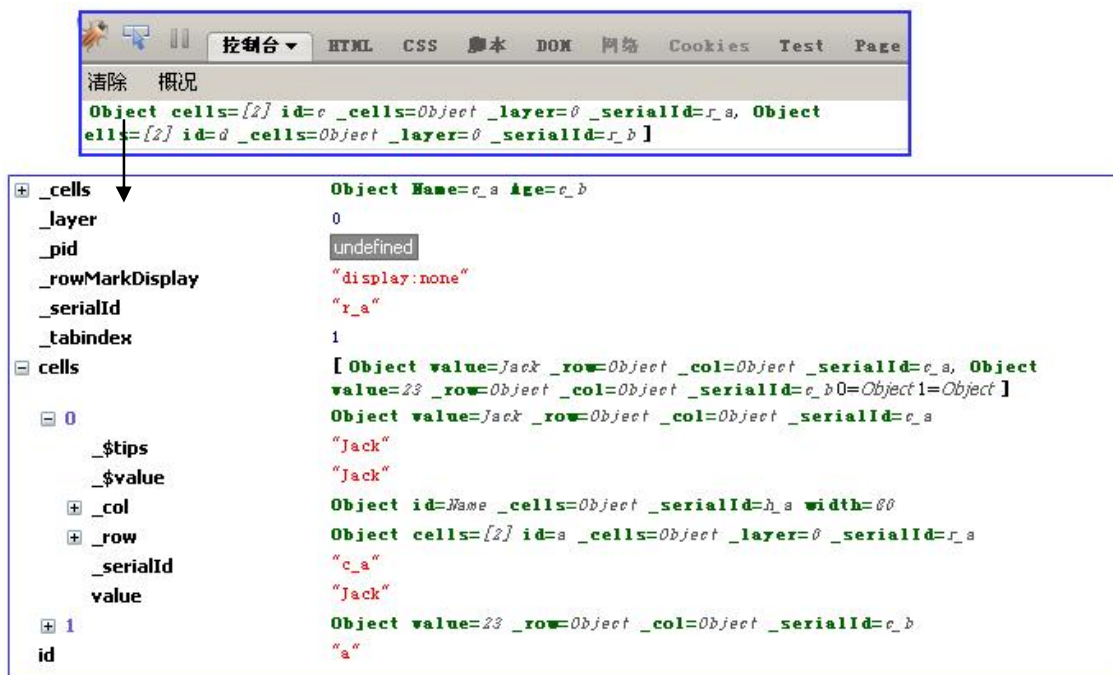 控制台 HTML CSS 脚本 DOM 网络 Cookies Test Page
清除 概况
Object cells=[2] id=c _cells=Object _layer=0 _serialId=r_a, Object
ells=[2] id=d _cells=Object _layer=0 _serialId=r_b ]
_cells Object Name=c_a Age=c_b
_layer 0
_pid undefined
_rowMarkDisplay "display:none"
_serialId "r_a"
_tabindex 1
cells [ Object value=Jack _row=Object _col=Object _serialId=c_a, Object
value=23 _row=Object _col=Object _serialId=c_b 0=Object 1=Object ]
0 Object value=Jack _row=Object _col=Object _serialId=c_a
_$tips "Jack"
_$value "Jack"
_col Object id=Name _cells=Object _serialId=h_a width=80
_row Object cells=[2] id=a _cells=Object _layer=0 _serialId=r_a
_serialId "c_a"
value "Jack"
1 Object value=23 _row=Object _col=Object _serialId=c_b
id "a"